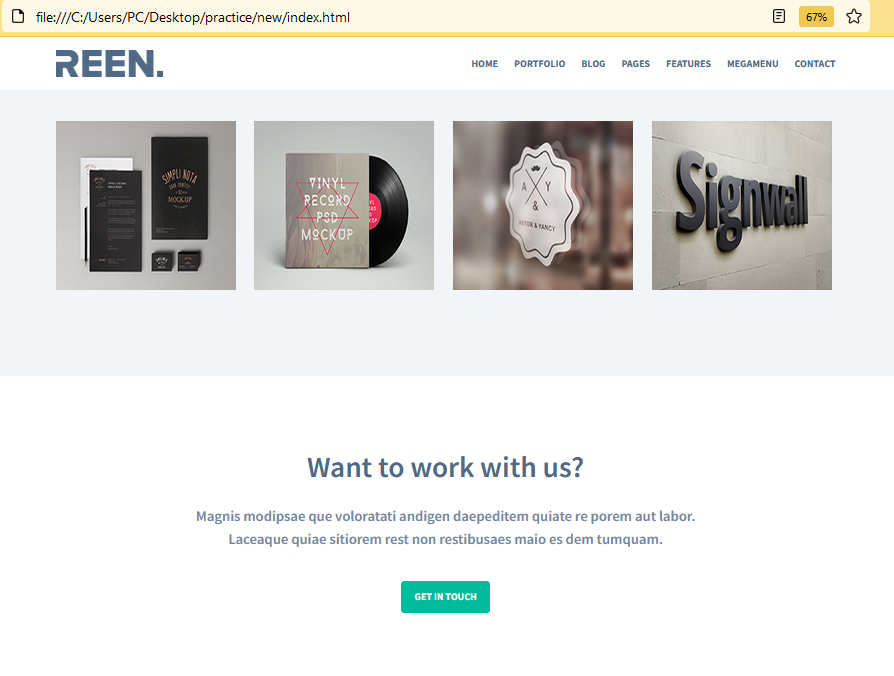 file:///C:/Users/PC/Desktop/practice/new/index.html
67%
REEN.
HOME PORTFOLIO BLOG PAGES FEATURES MEGAMENU CONTACT
SIMPLI NOTA
MOCK UP
VINYL
RECORD
PSD
MOCKUP
A Y
&
ASTOR & YANCY
Signwall
Want to work with us?
Magnis modipsae que voloratati andigen daepeditem quiate re porem aut labor.
Laceaque quiae sitiorem rest non restibusaes maio es dem tumquam.
GET IN TOUCH